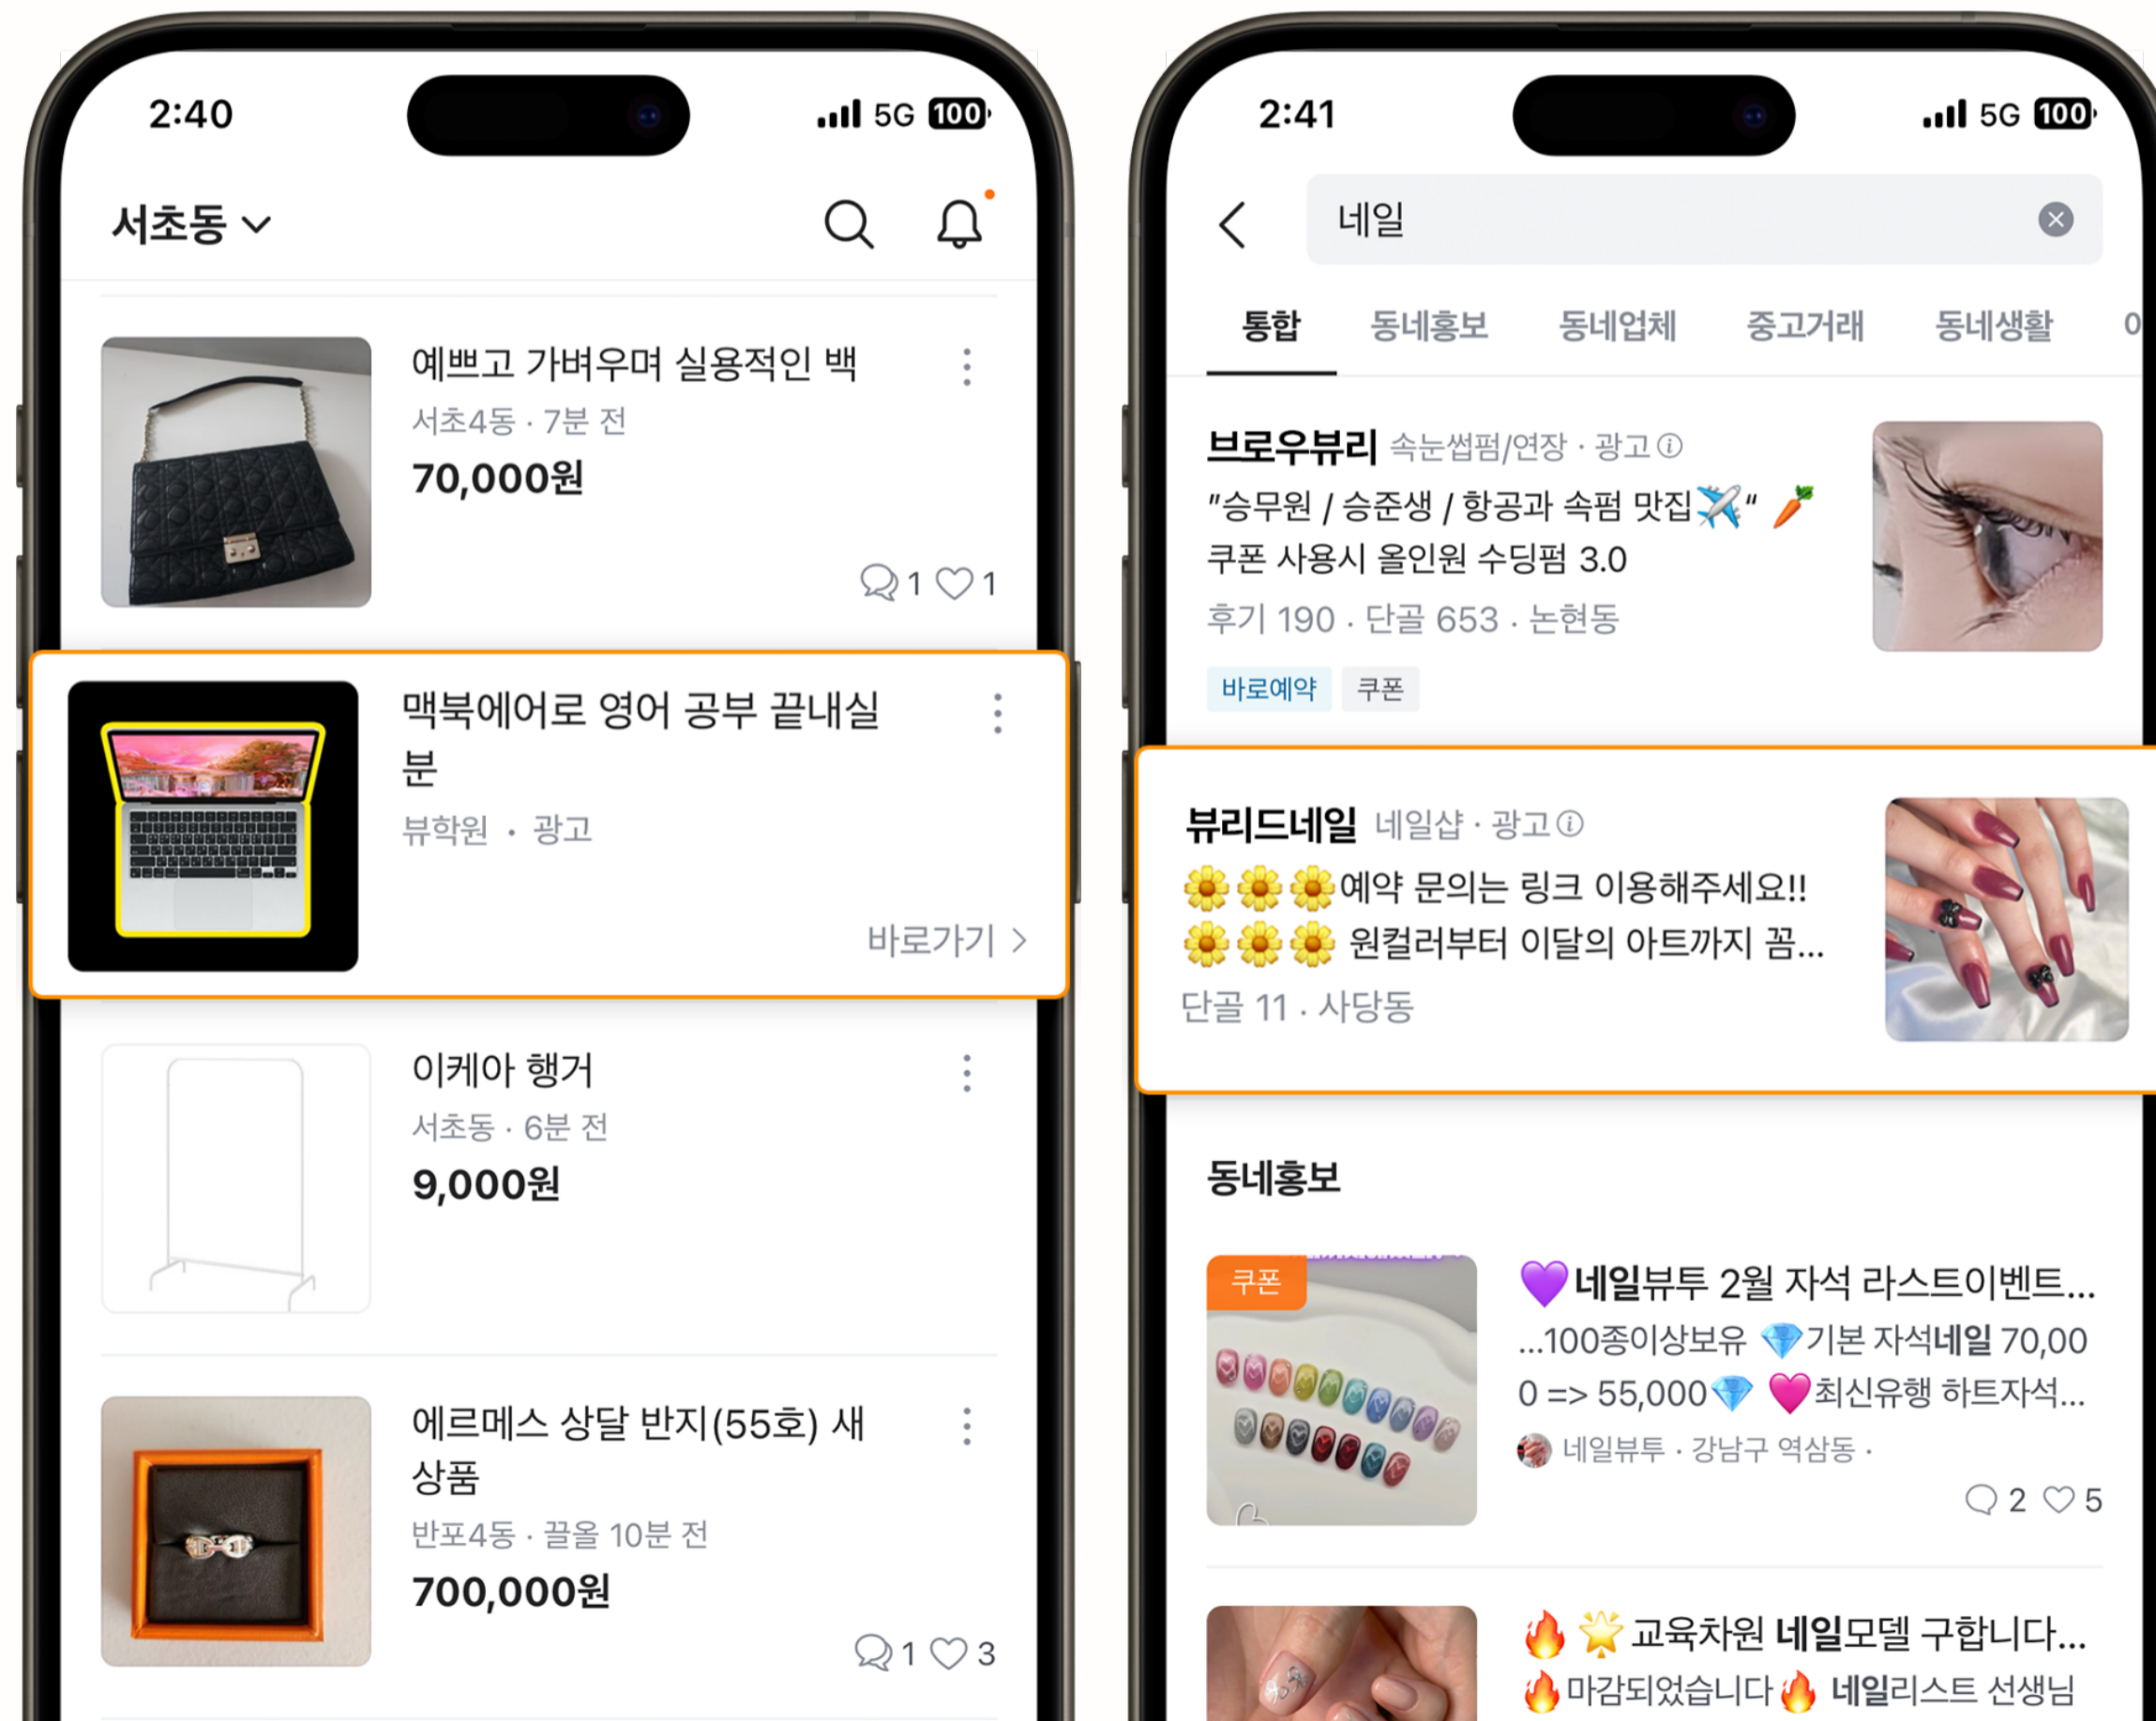 2:40
5G 100
서초동
예쁘고 가벼우며 실용적인 백
서초4동 · 7분 전
70,000원
1 1
맥북에어로 영어 공부 끝내실
분
뷰학원 · 광고
바로가기
이케아 행거
서초동 · 6분 전
9,000원
에르메스 상달 반지(55호) 새
상품
반포4동 · 끌올 10분 전
700,000원
1 3
2:41
5G 100
네일
통합 동네홍보 동네업체 중고거래 동네생활
브로우뷰리 속눈썹펌/연장 · 광고
"승무원 / 승준생 / 항공과 속펌 맛집✈️" 🥕
쿠폰 사용시 올인원 수딩펌 3.0
후기 190 · 단골 653 · 논현동
바로예약 쿠폰
뷰리드네일 네일샵 · 광고
🌼🌼🌼예약 문의는 링크 이용해주세요!!
🌼🌼🌼 원컬러부터 이달의 아트까지 꼼...
단골 11 · 사당동
동네홍보
쿠폰
💜네일뷰투 2월 자석 라스트이벤트...
...100종이상보유 💎기본 자석네일 70,00
0 => 55,000💎 💗최신유행 하트자석...
네일뷰투 · 강남구 역삼동 ·
2 5
🔥🌟교육차원 네일모델 구합니다...
🔥마감되었습니다🔥 네일리스트 선생님